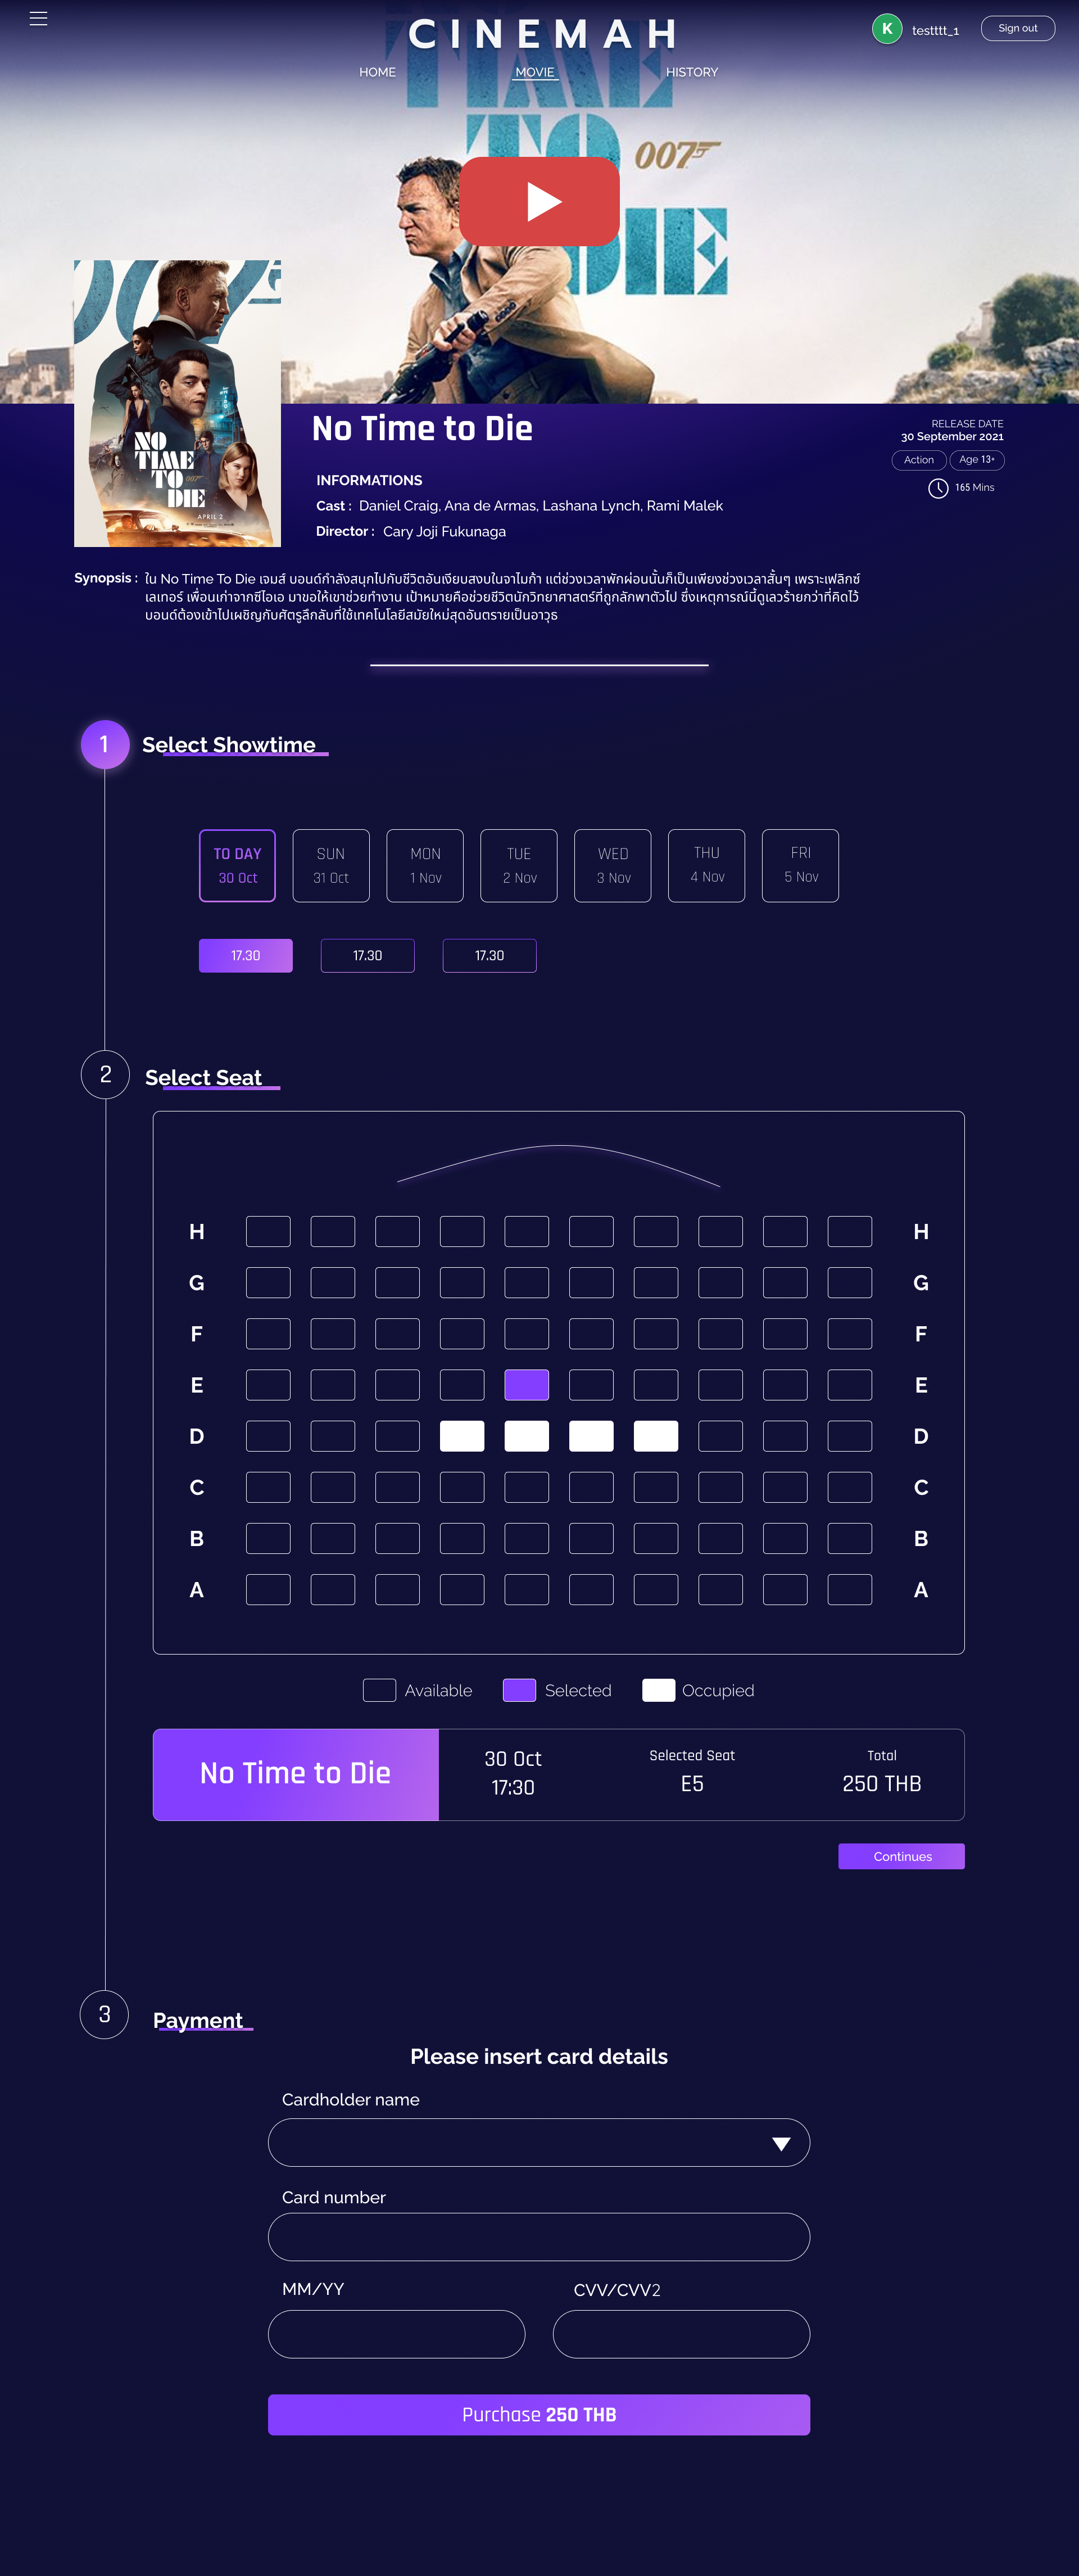 CINEMAH
K
testttt_1
Sign out
HOME
MOVIE
HISTORY
TIME
TO
007
DIE
007
NO
TIME
TO
007
DIE
APRIL 2
No Time to Die
RELEASE DATE
30 September 2021
Action
Age 13+
165 Mins
INFORMATIONS
Cast : Daniel Craig, Ana de Armas, Lashana Lynch, Rami Malek
Director : Cary Joji Fukunaga
Synopsis : ใน No Time To Die เจมส์ บอนด์กำลังสนุกไปกับชีวิตอันเงียบสงบในจาไมก้า แต่ช่วงเวลาพักผ่อนนั้นก็เป็นเพียงช่วงเวลาสั้นๆ เพราะเฟลิกซ์
เลเทอร์ เพื่อนเก่าจากซีไอเอ มาขอให้เขาช่วยทำงาน เป้าหมายคือช่วยชีวิตนักวิทยาศาสตร์ที่ถูกลักพาตัวไป ซึ่งเหตุการณ์นี้ดูเลวร้ายกว่าที่คิดไว้
บอนด์ต้องเข้าไปเผชิญกับศัตรูลึกลับที่ใช้เทคโนโลยีสมัยใหม่สุดอันตรายเป็นอาวุธ
1
Select Showtime
TO DAY
30 Oct
SUN
31 Oct
MON
1 Nov
TUE
2 Nov
WED
3 Nov
THU
4 Nov
FRI
5 Nov
17.30
17.30
17.30
2
Select Seat
H H
G G
F F
E E
D D
C C
B B
A A
Available
Selected
Occupied
No Time to Die
30 Oct
17:30
Selected Seat
E5
Total
250 THB
Continues
3
Payment
Please insert card details
Cardholder name
Card number
MM/YY
CVV/CVV2
Purchase 250 THB